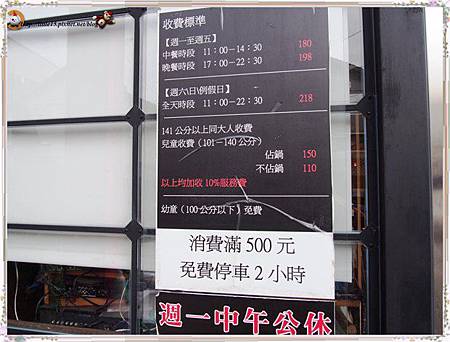 收費標準
【週一至週五】
中餐時段 11：00－14：30 180
晚餐時段 17：00－22：30 198
【週六\日\例假日】
全天時段 11：00－22：30 218
141 公分以上同大人收費
兒童收費（101－140 公分）
佔鍋 150
不佔鍋 110
以上均加收 10%服務費
幼童（100 公分以下）免費
消費滿 500 元
免費停車 2 小時
週一中午公休